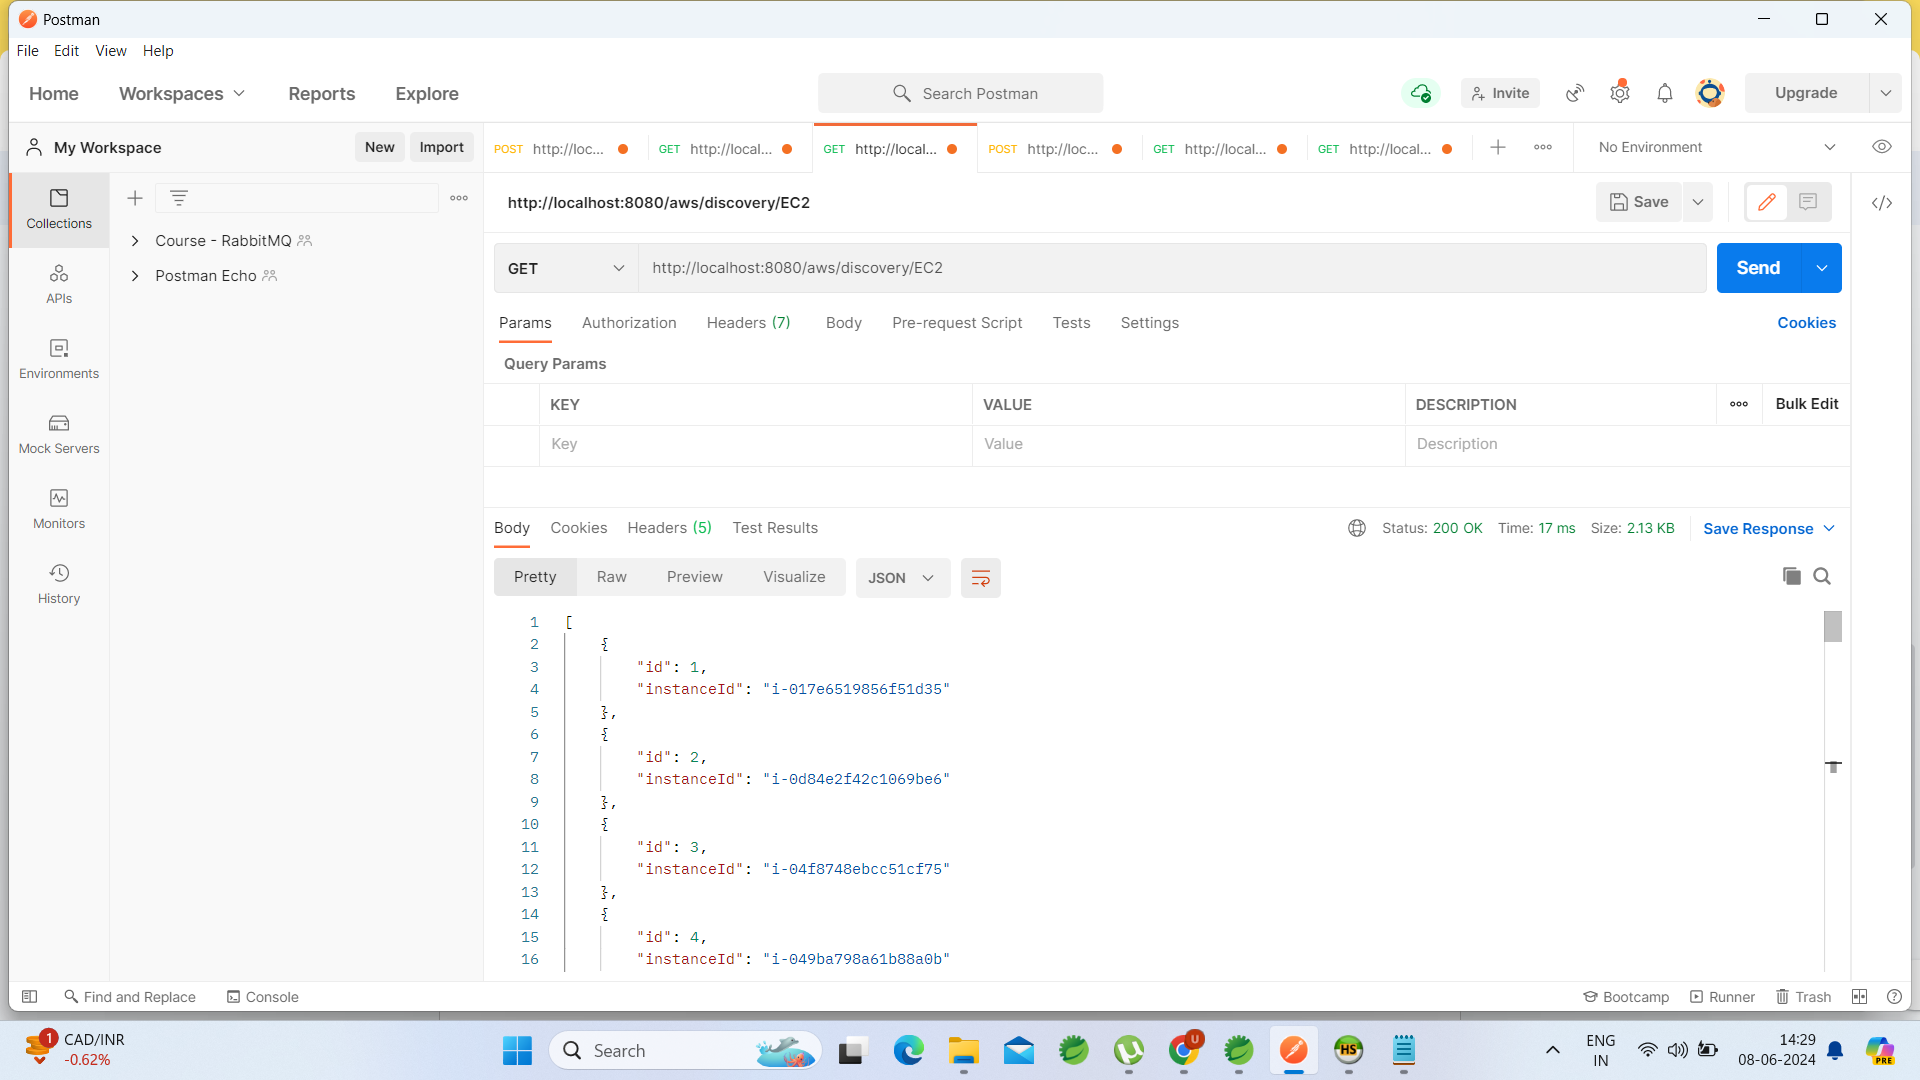 Postman
File Edit View Help
Home Workspaces Reports Explore Search Postman Invite Upgrade
My Workspace New Import
POST http://loc... GET http://local... GET http://local... POST http://loc... GET http://local... GET http://local... No Environment
Collections
APIs
Environments
Mock Servers
Monitors
History
Course - RabbitMQ
Postman Echo
http://localhost:8080/aws/discovery/EC2 Save
GET http://localhost:8080/aws/discovery/EC2 Send
Params Authorization Headers (7) Body Pre-request Script Tests Settings Cookies
Query Params
KEY VALUE DESCRIPTION Bulk Edit
Key Value Description
Body Cookies Headers (5) Test Results Status: 200 OK Time: 17 ms Size: 2.13 KB Save Response
Pretty Raw Preview Visualize JSON
1 [
2 {
3 "id": 1,
4 "instanceId": "i-017e6519856f51d35"
5 },
6 {
7 "id": 2,
8 "instanceId": "i-0d84e2f42c1069be6"
9 },
10 {
11 "id": 3,
12 "instanceId": "i-04f8748ebcc51cf75"
13 },
14 {
15 "id": 4,
16 "instanceId": "i-049ba798a61b88a0b"
Find and Replace Console Bootcamp Runner Trash
1 CAD/INR
-0.62%
Search
U
HS
ENG
IN
14:29
08-06-2024
PRE